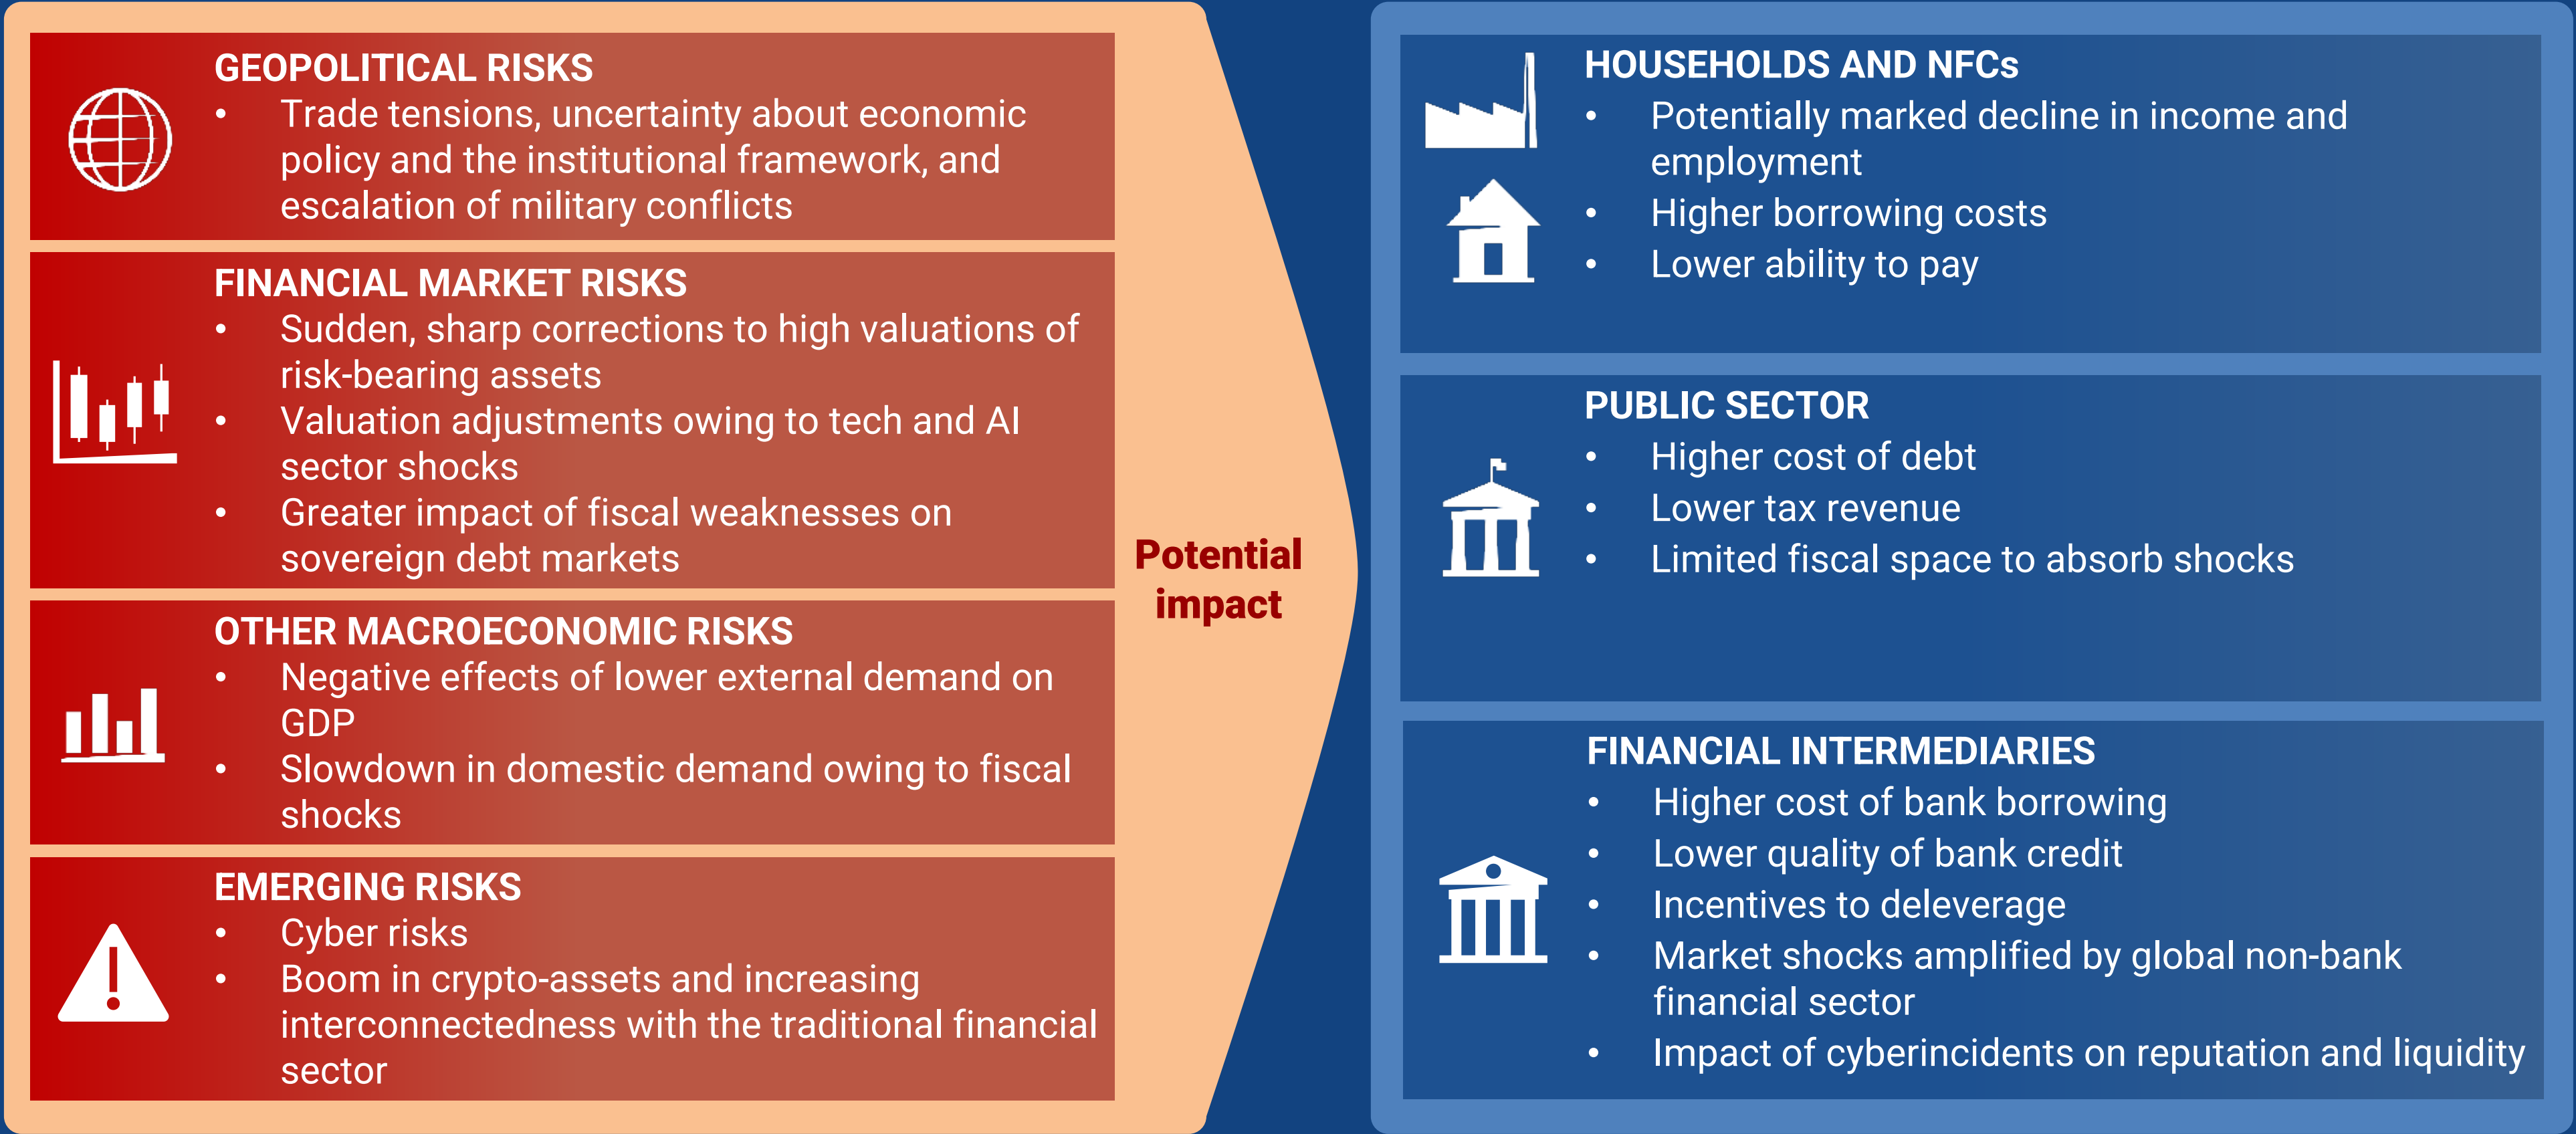 GEOPOLITICAL RISKS
• Trade tensions, uncertainty about economic
policy and the institutional framework, and
escalation of military conflicts
FINANCIAL MARKET RISKS
• Sudden, sharp corrections to high valuations of
risk-bearing assets
• Valuation adjustments owing to tech and AI
sector shocks
• Greater impact of fiscal weaknesses on
sovereign debt markets
OTHER MACROECONOMIC RISKS
• Negative effects of lower external demand on
GDP
• Slowdown in domestic demand owing to fiscal
shocks
EMERGING RISKS
• Cyber risks
• Boom in crypto-assets and increasing
interconnectedness with the traditional financial
sector
Potential
impact
HOUSEHOLDS AND NFCs
• Potentially marked decline in income and
employment
• Higher borrowing costs
• Lower ability to pay
PUBLIC SECTOR
• Higher cost of debt
• Lower tax revenue
• Limited fiscal space to absorb shocks
FINANCIAL INTERMEDIARIES
• Higher cost of bank borrowing
• Lower quality of bank credit
• Incentives to deleverage
• Market shocks amplified by global non-bank
financial sector
• Impact of cyberincidents on reputation and liquidity